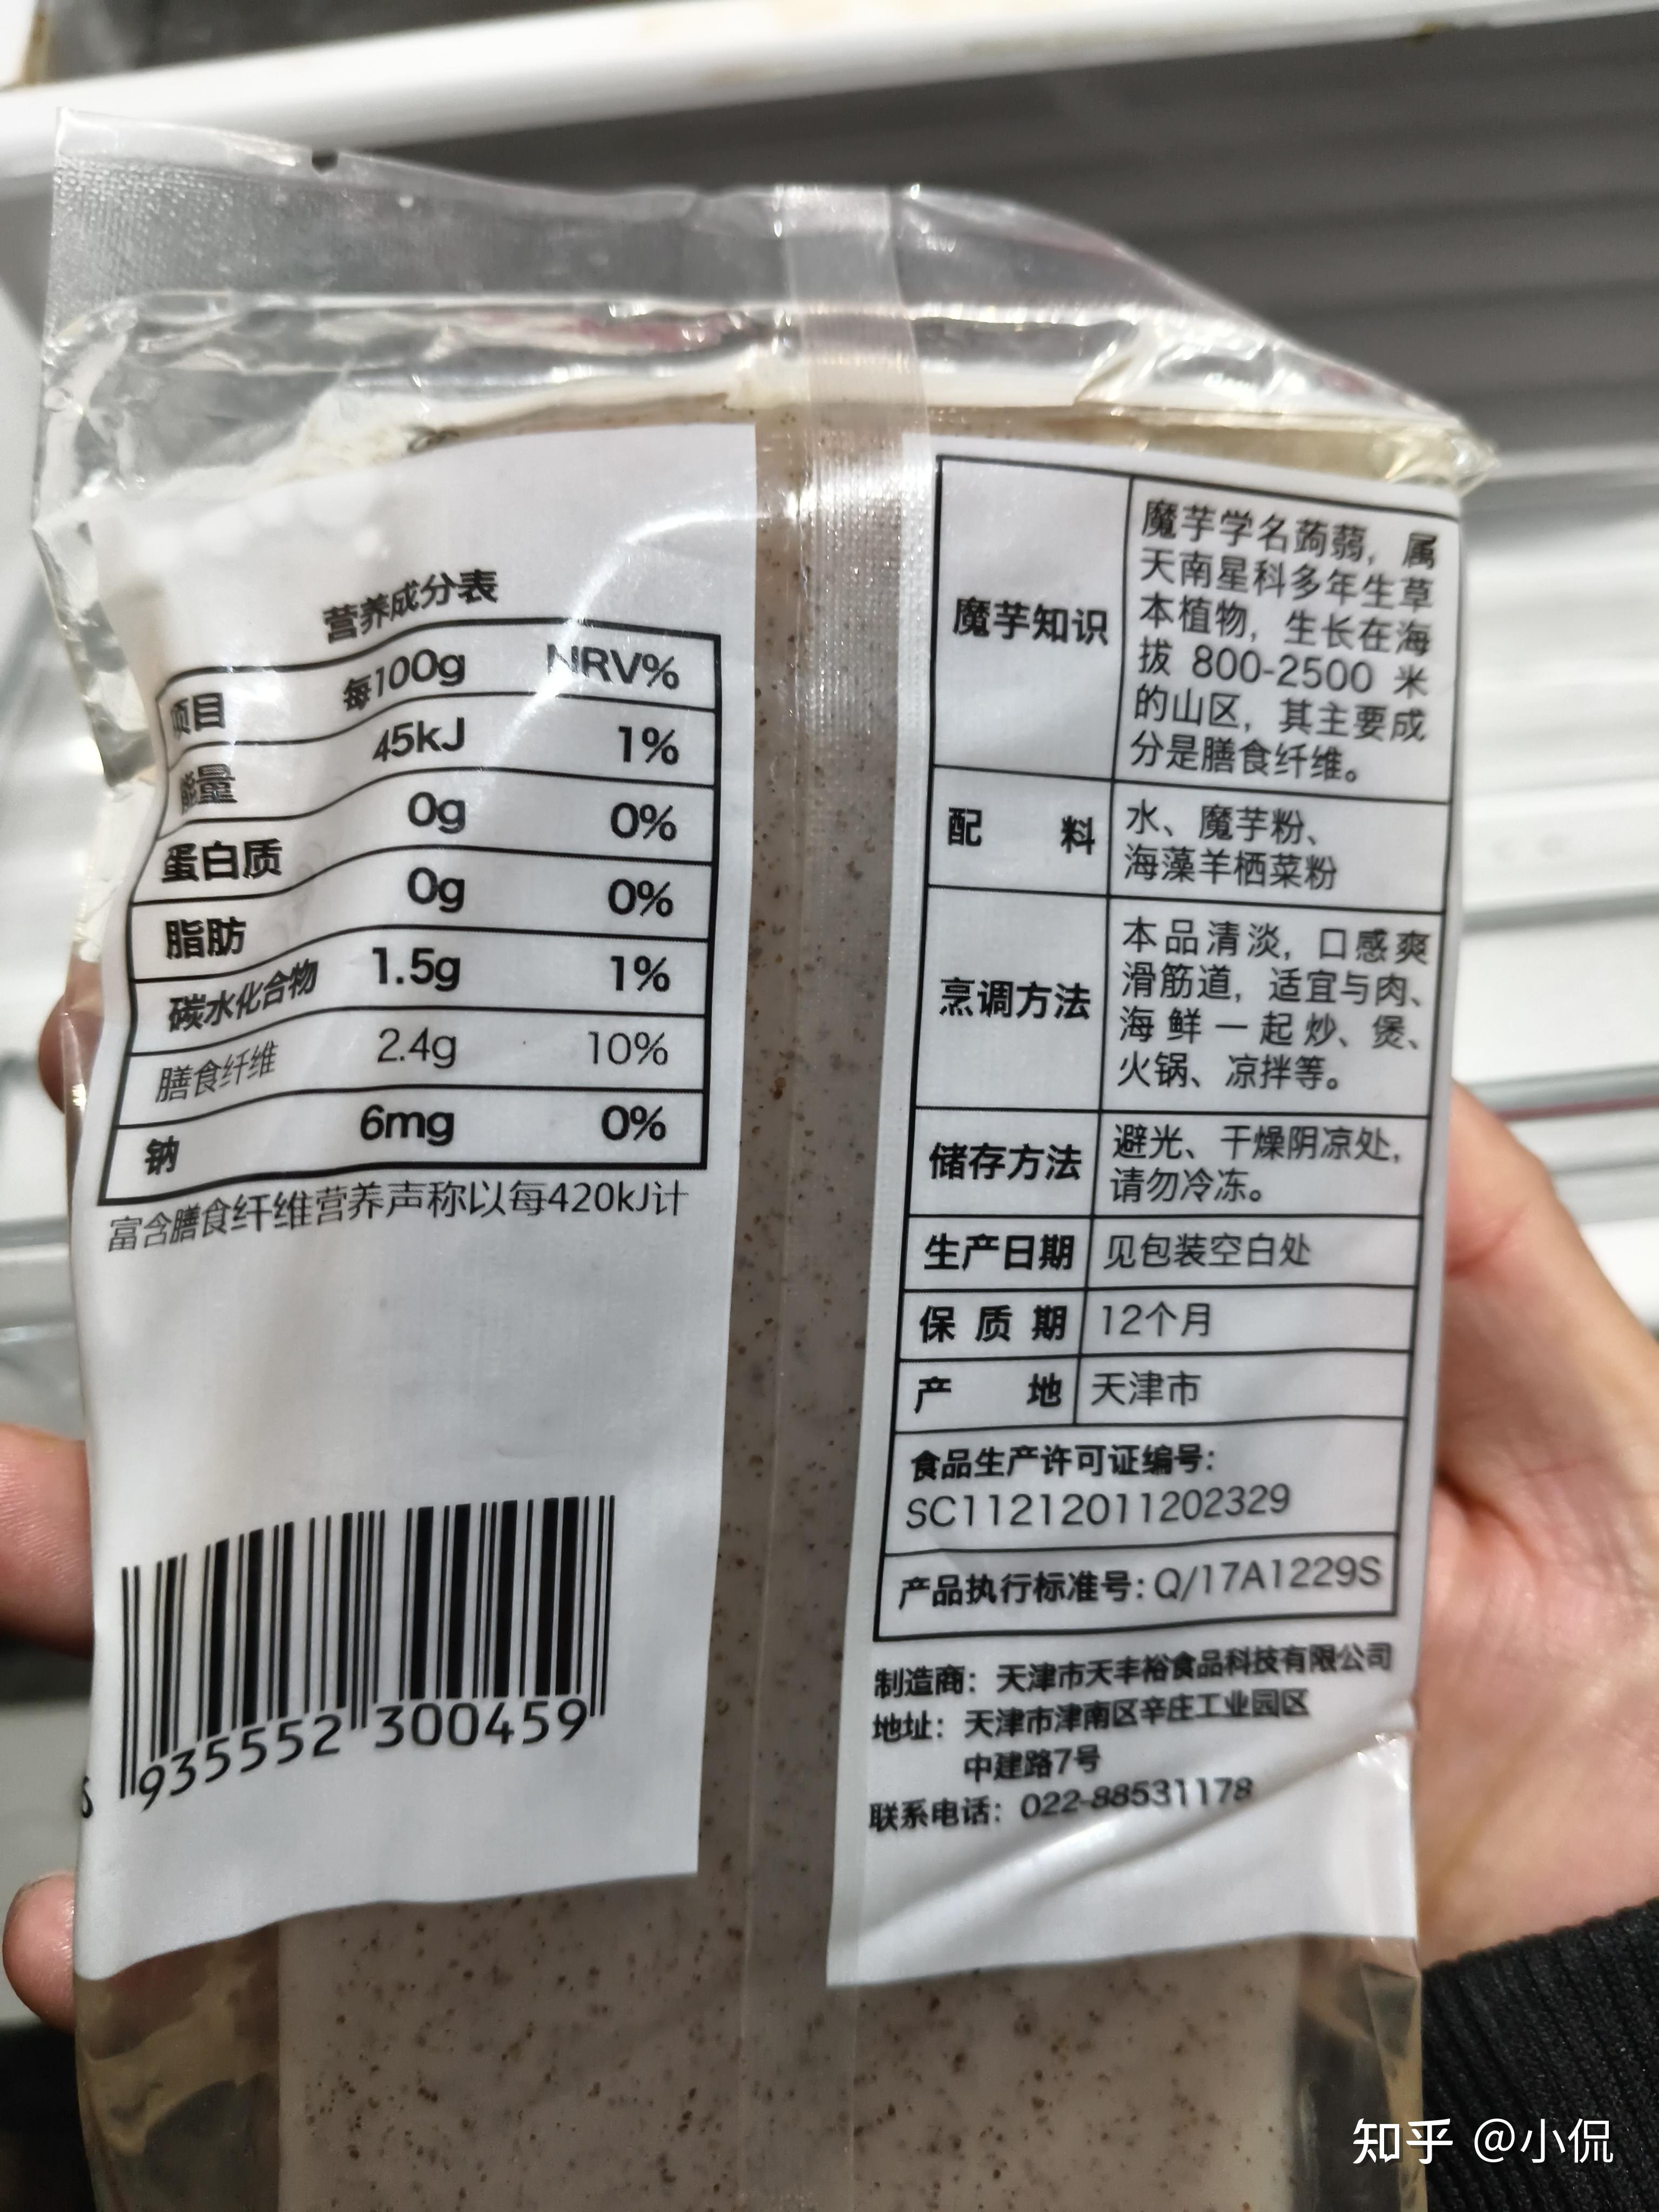 营养成分表
项目 每100g NRV%
能量 45kJ 1%
蛋白质 0g 0%
脂肪 0g 0%
碳水化合物 1.5g 1%
膳食纤维 2.4g 10%
钠 6mg 0%
富含膳食纤维营养声称以每420kJ计
935552 300459
魔芋知识
魔芋学名蒟蒻，属
天南星科多年生草
本植物，生长在海
拔 800-2500 米
的山区，其主要成
分是膳食纤维。
配料
水、魔芋粉、
海藻羊栖菜粉
烹调方法
本品清淡，口感爽
滑筋道，适宜与肉、
海鲜一起炒、煲、
火锅、凉拌等。
储存方法
避光、干燥阴凉处，
请勿冷冻。
生产日期 见包装空白处
保质期 12个月
产地 天津市
食品生产许可证编号：
SC11212011202329
产品执行标准号：Q/17A1229S
制造商：天津市天丰裕食品科技有限公司
地址：天津市津南区辛庄工业园区
中建路7号
联系电话：022-88531178
知乎 @小侃